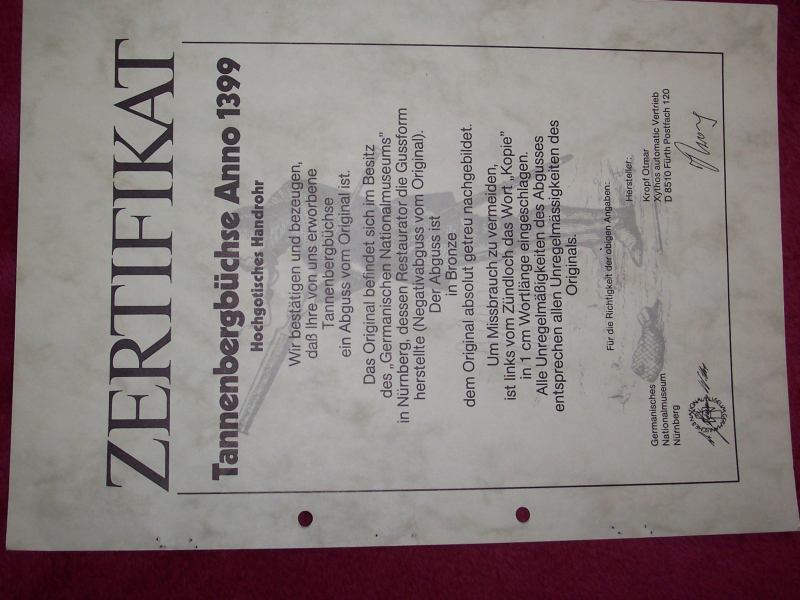 ZERTIFIKAT
Tannenbergbüchse Anno 1399
Hochgotisches Handrohr
Wir bestätigen und bezeugen,
daß Ihre von uns erworbene
Tannenbergbüchse
ein Abguss vom Original ist.
Das Original befindet sich im Besitz
des „Germanischen Nationalmuseums”
in Nürnberg, dessen Restaurator die Gussform
herstellte (Negativabguss vom Original).
Der Abguss ist
in Bronze
dem Original absolut getreu nachgebildet.
Um Missbrauch zu vermeiden,
ist links vom Zündloch das Wort „Kopie”
in 1 cm Wortlänge eingeschlagen.
Alle Unregelmäßigkeiten des Abgusses
entsprechen allen Unregelmässigkeiten des
Originals.
Für die Richtigkeit der obigen Angaben:
Germanisches
Nationalmuseum
Nürnberg
Hersteller:
Kropf Otmar
Xythos automatic Vertrieb
D 8510 Fürth Postfach 120